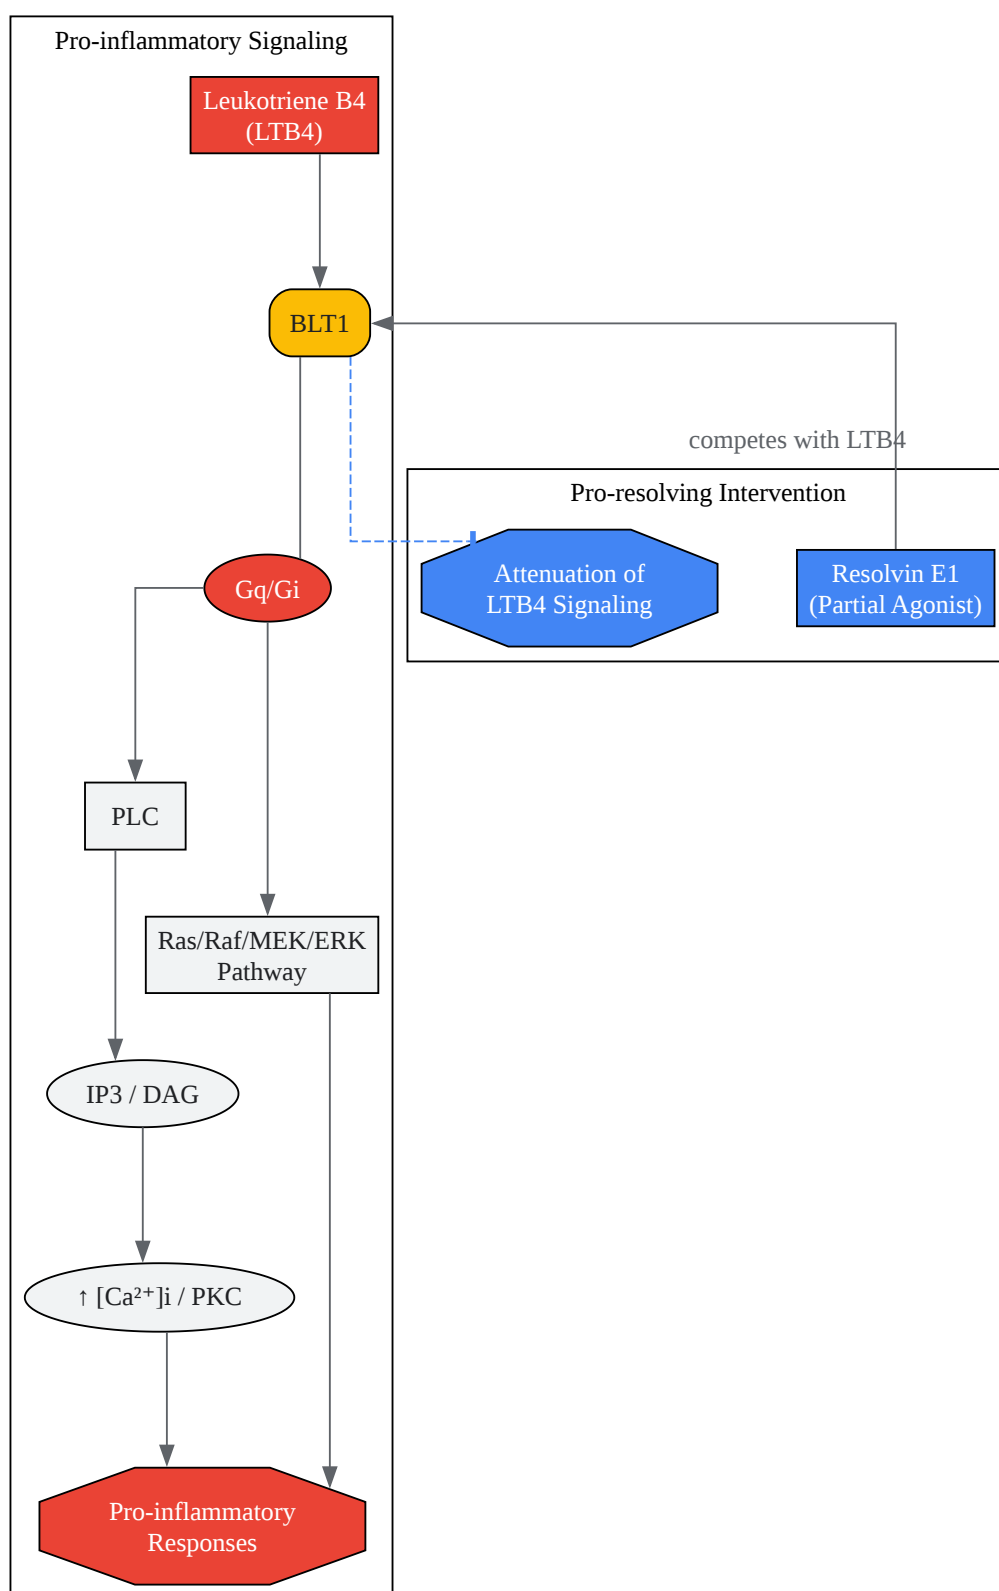 Pro-inflammatory Signaling
Leukotriene B4
(LTB4)
BLT1
competes with LTB4
Pro-resolving Intervention
Attenuation of
LTB4 Signaling
Resolvin E1
(Partial Agonist)
Gq/Gi
PLC
Ras/Raf/MEK/ERK
Pathway
IP3 / DAG
↑ [Ca²⁺]i / PKC
Pro-inflammatory
Responses